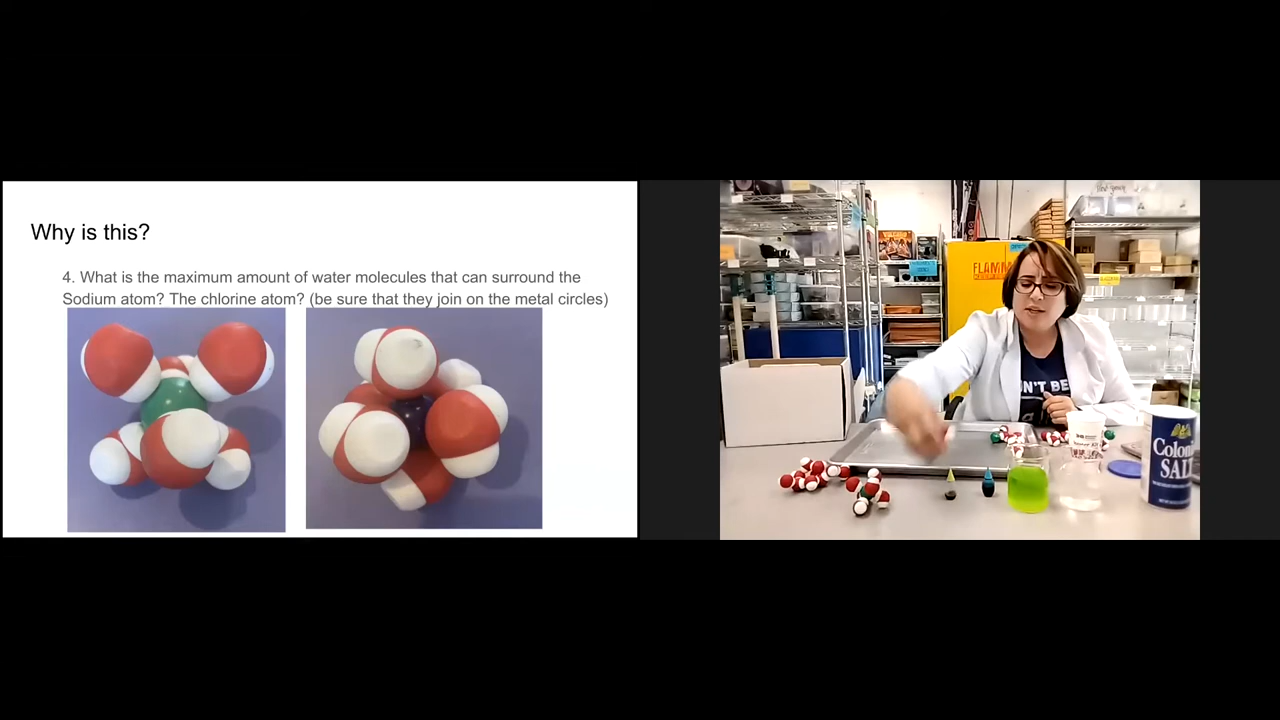 Why is this?
4. What is the maximum amount of water molecules that can surround the
Sodium atom? The chlorine atom? (be sure that they join on the metal circles)
FLAMM
N'T BE
Colon
SAL